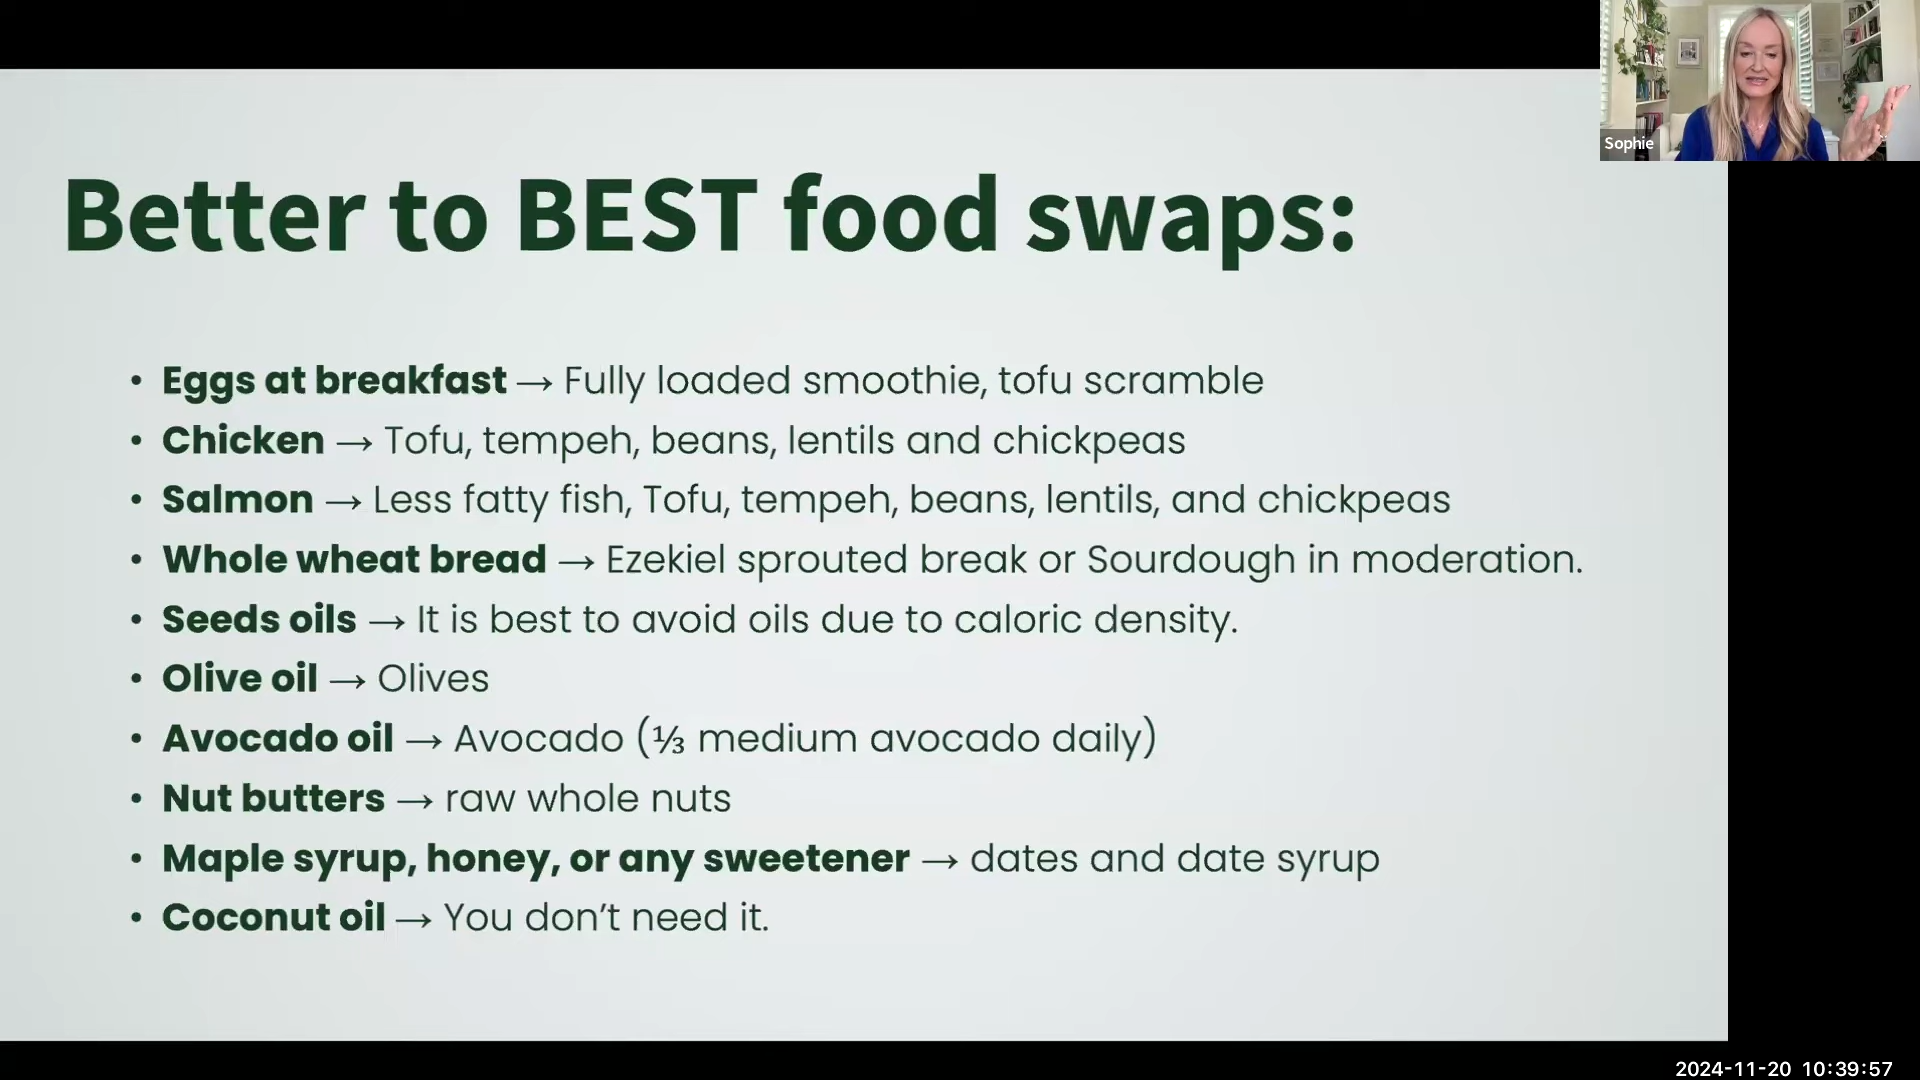 Sophie
Better to BEST food swaps:
• Eggs at breakfast → Fully loaded smoothie, tofu scramble
• Chicken → Tofu, tempeh, beans, lentils and chickpeas
• Salmon → Less fatty fish, Tofu, tempeh, beans, lentils, and chickpeas
• Whole wheat bread → Ezekiel sprouted break or Sourdough in moderation.
• Seeds oils → It is best to avoid oils due to caloric density.
• Olive oil → Olives
• Avocado oil → Avocado (⅓ medium avocado daily)
• Nut butters → raw whole nuts
• Maple syrup, honey, or any sweetener → dates and date syrup
• Coconut oil → You don’t need it.
2024-11-20 10:39:57